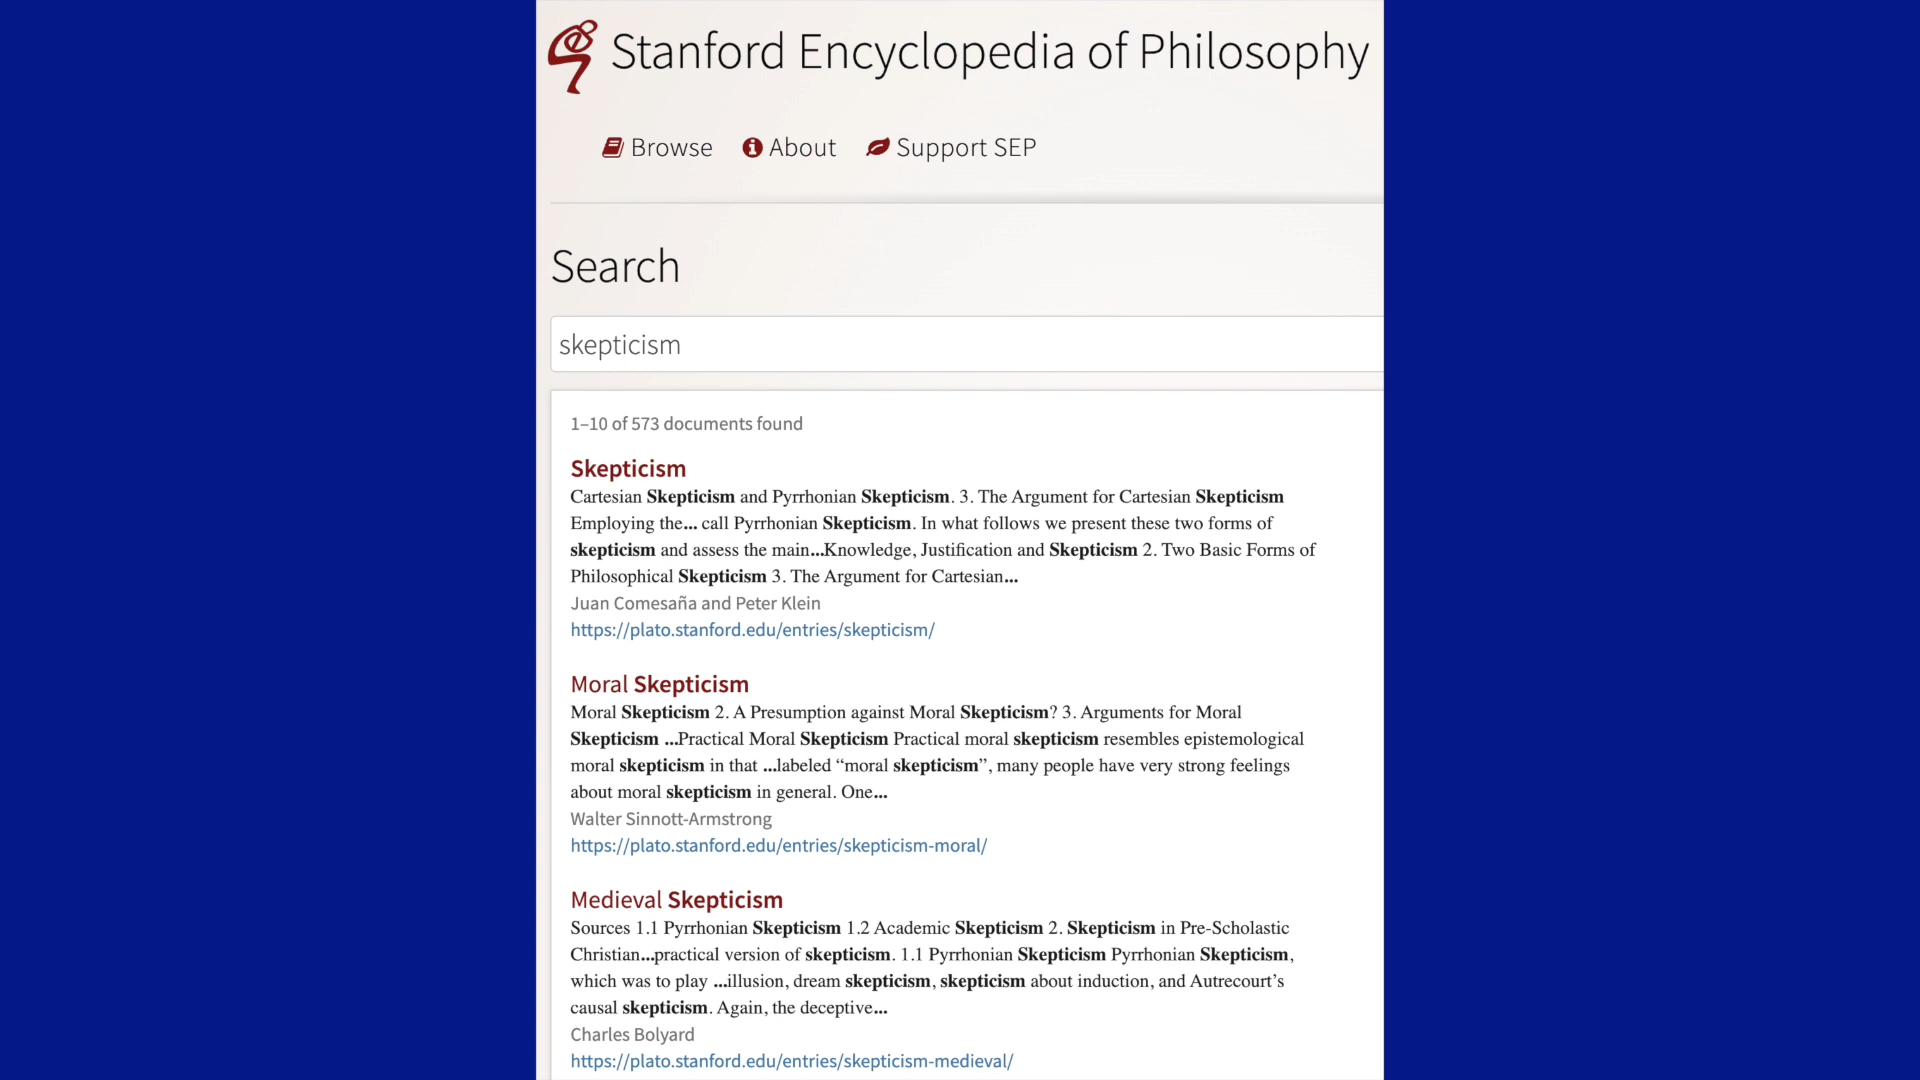 Stanford Encyclopedia of Philosophy
Browse About Support SEP
Search
skepticism
1–10 of 573 documents found
Skepticism
Cartesian Skepticism and Pyrrhonian Skepticism. 3. The Argument for Cartesian Skepticism
Employing the... call Pyrrhonian Skepticism. In what follows we present these two forms of
skepticism and assess the main...Knowledge, Justification and Skepticism 2. Two Basic Forms of
Philosophical Skepticism 3. The Argument for Cartesian...
Juan Comesaña and Peter Klein
https://plato.stanford.edu/entries/skepticism/
Moral Skepticism
Moral Skepticism 2. A Presumption against Moral Skepticism? 3. Arguments for Moral
Skepticism ...Practical Moral Skepticism Practical moral skepticism resembles epistemological
moral skepticism in that ...labeled “moral skepticism”, many people have very strong feelings
about moral skepticism in general. One...
Walter Sinnott-Armstrong
https://plato.stanford.edu/entries/skepticism-moral/
Medieval Skepticism
Sources 1.1 Pyrrhonian Skepticism 1.2 Academic Skepticism 2. Skepticism in Pre-Scholastic
Christian...practical version of skepticism. 1.1 Pyrrhonian Skepticism Pyrrhonian Skepticism,
which was to play ...illusion, dream skepticism, skepticism about induction, and Autrecourt’s
causal skepticism. Again, the deceptive...
Charles Bolyard
https://plato.stanford.edu/entries/skepticism-medieval/